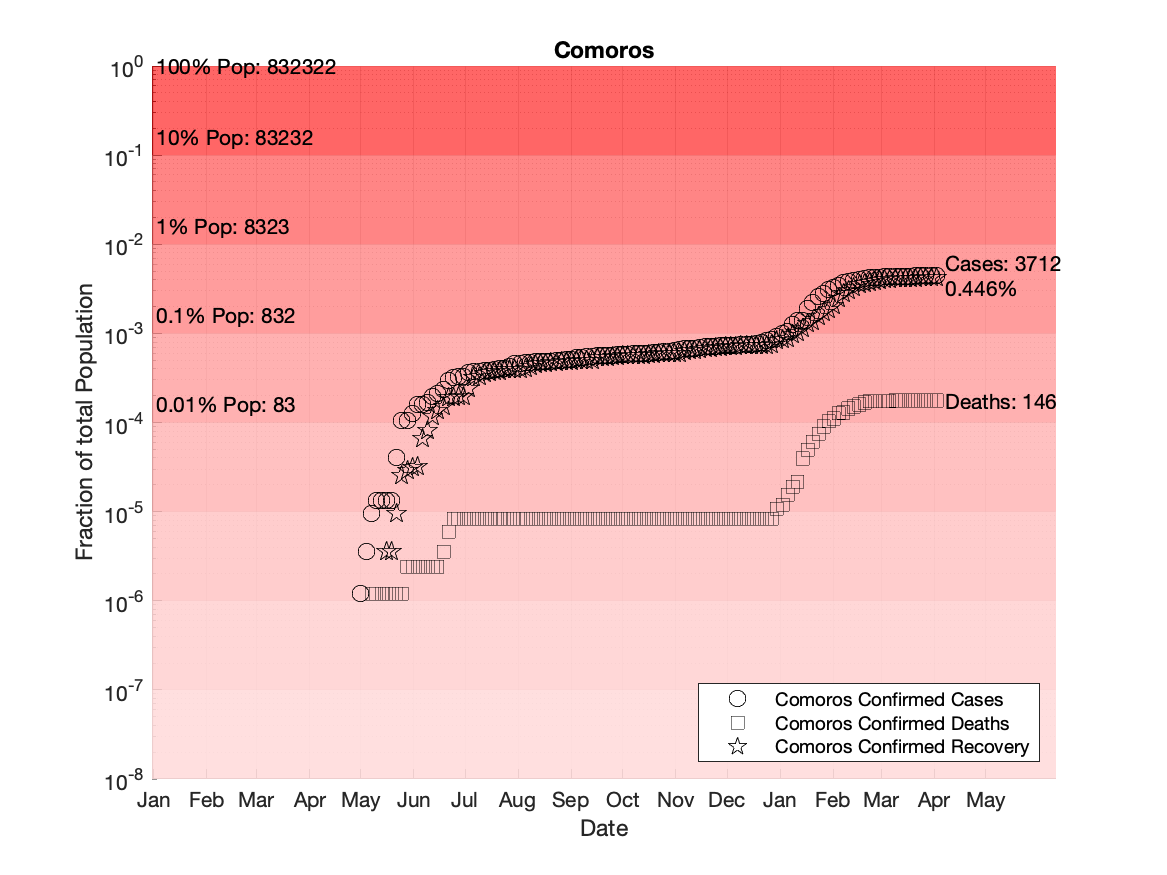 Comoros
10^0
100% Pop: 832322
10% Pop: 83232
10^-1
1% Pop: 8323
10^-2
Cases: 3712
0.446%
0.1% Pop: 832
10^-3
0.01% Pop: 83
Deaths: 146
10^-4
10^-5
10^-6
10^-7
10^-8
Fraction of total Population
Comoros Confirmed Cases
Comoros Confirmed Deaths
Comoros Confirmed Recovery
Jan Feb Mar Apr May Jun Jul Aug Sep Oct Nov Dec Jan Feb Mar Apr May
Date